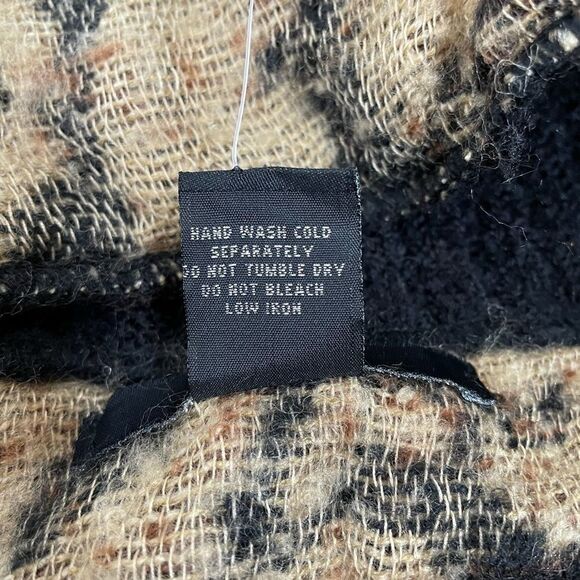 HAND WASH COLD
SEPARATELY
DO NOT TUMBLE DRY
DO NOT BLEACH
LOW IRON